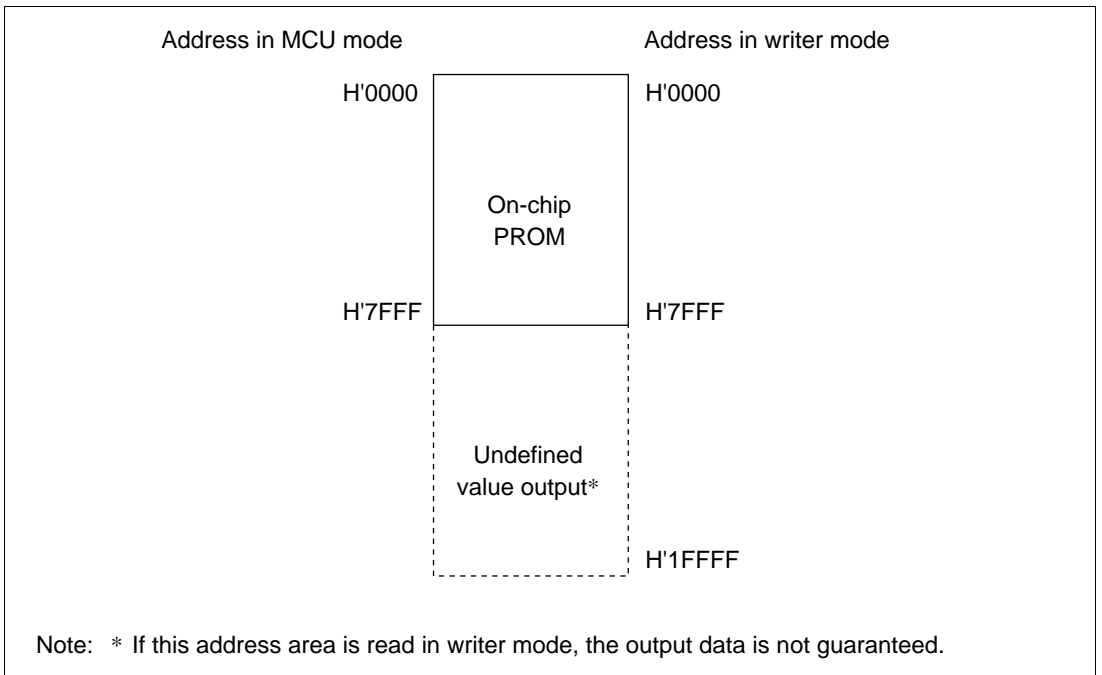 Address in MCU mode
Address in writer mode
H'0000
H'0000
On-chip
PROM
H'7FFF
H'7FFF
Undefined
value output*
H'1FFFF
Note: * If this address area is read in writer mode, the output data is not guaranteed.